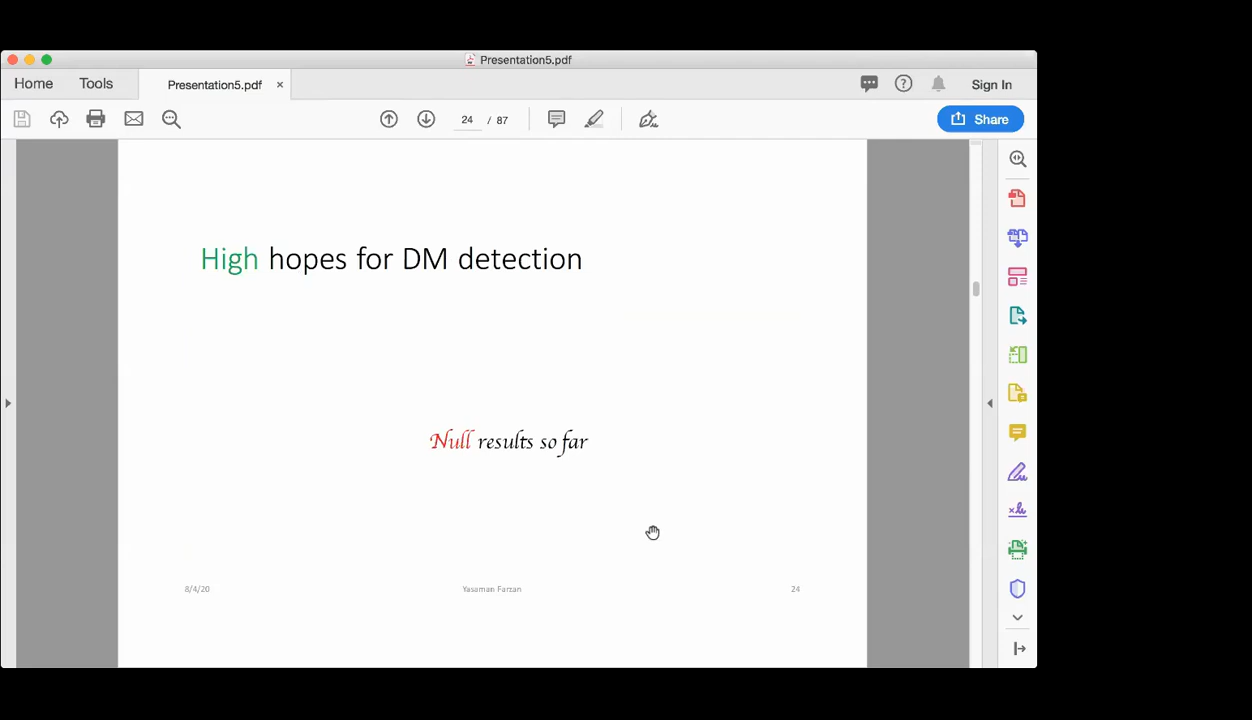 Presentation5.pdf
Home Tools Presentation5.pdf × Sign In
24 / 87 Share
High hopes for DM detection
Null results so far
8/4/20 Yasaman Farzan 24